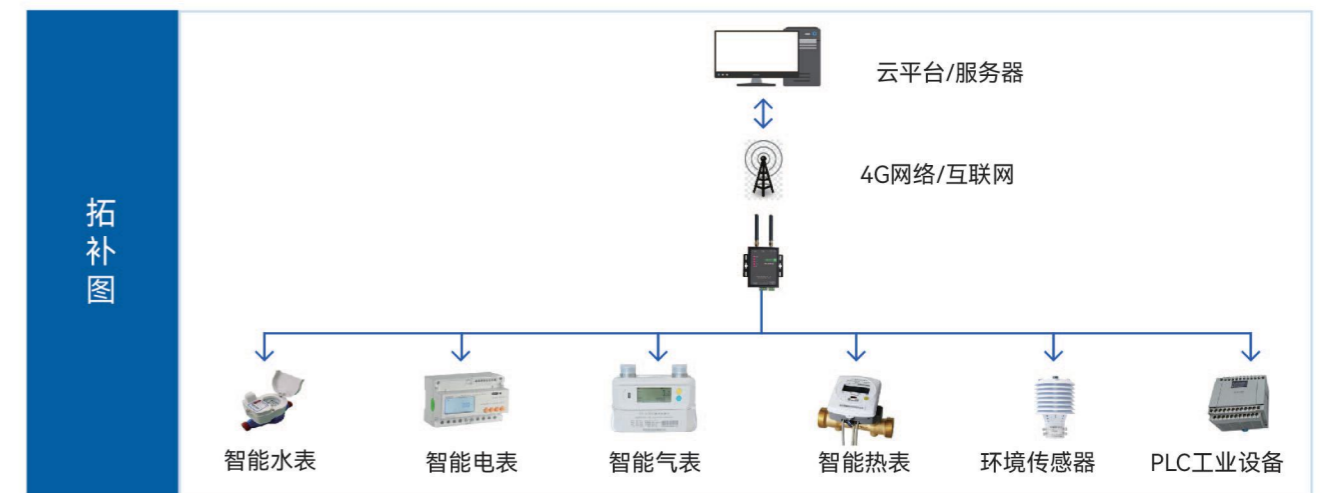 云平台/服务器
4G网络/互联网
拓
补
图
智能水表
智能电表
智能气表
智能热表
环境传感器
PLC工业设备